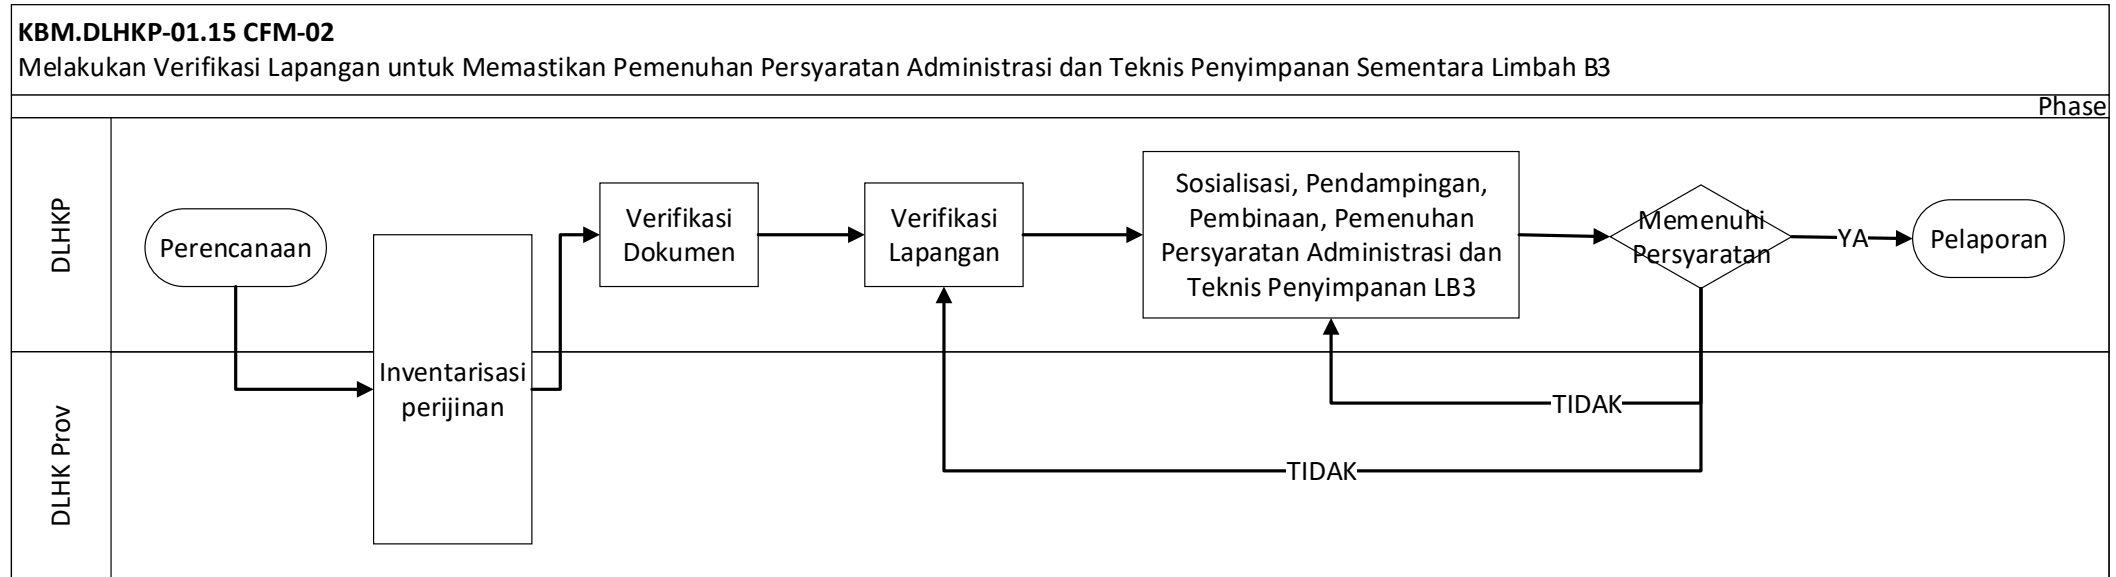 KBM.DLHKP-01.15 CFM-02
Melakukan Verifikasi Lapangan untuk Memastikan Pemenuhan Persyaratan Administrasi dan Teknis Penyimpanan Sementara Limbah B3
Phase
DLHKP
Perencanaan
Inventarisasi
perijinan
Verifikasi
Dokumen
Verifikasi
Lapangan
Sosialisasi, Pendampingan,
Pembinaan, Pemenuhan
Persyaratan Administrasi dan
Teknis Penyimpanan LB3
Memenuhi
Persyaratan
YA
Pelaporan
DLHK Prov
TIDAK
TIDAK